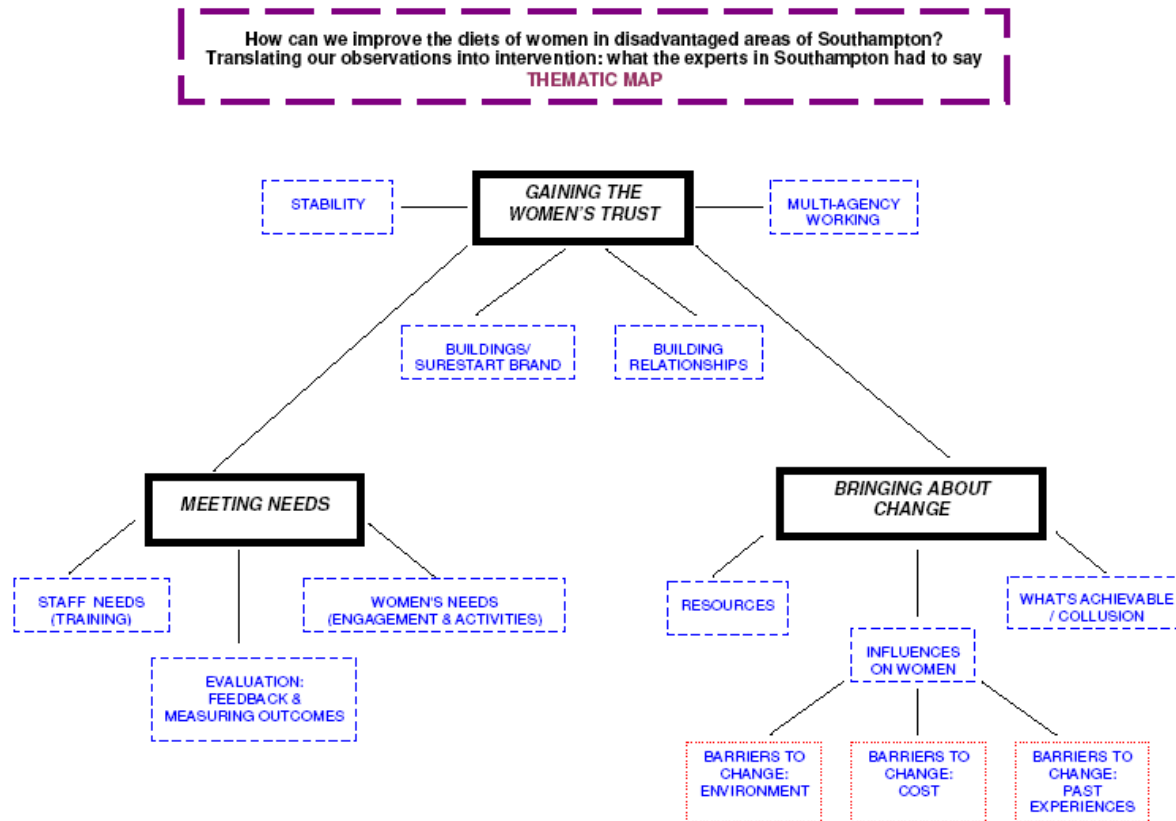 How can we improve the diets of women in disadvantaged areas of Southampton?
Translating our observations into intervention: what the experts in Southampton had to say
THEMATIC MAP
STABILITY
GAINING THE
WOMEN'S TRUST
MULTI-AGENCY
WORKING
BUILDINGS/
SURESTART BRAND
BUILDING
RELATIONSHIPS
MEETING NEEDS
BRINGING ABOUT
CHANGE
STAFF NEEDS
(TRAINING)
WOMEN'S NEEDS
(ENGAGEMENT & ACTIVITIES)
EVALUATION:
FEEDBACK &
MEASURING OUTCOMES
RESOURCES
WHAT'S ACHIEVABLE
/ COLLUSION
INFLUENCES
ON WOMEN
BARRIERS TO
CHANGE:
ENVIRONMENT
BARRIERS TO
CHANGE:
COST
BARRIERS TO
CHANGE:
PAST
EXPERIENCES